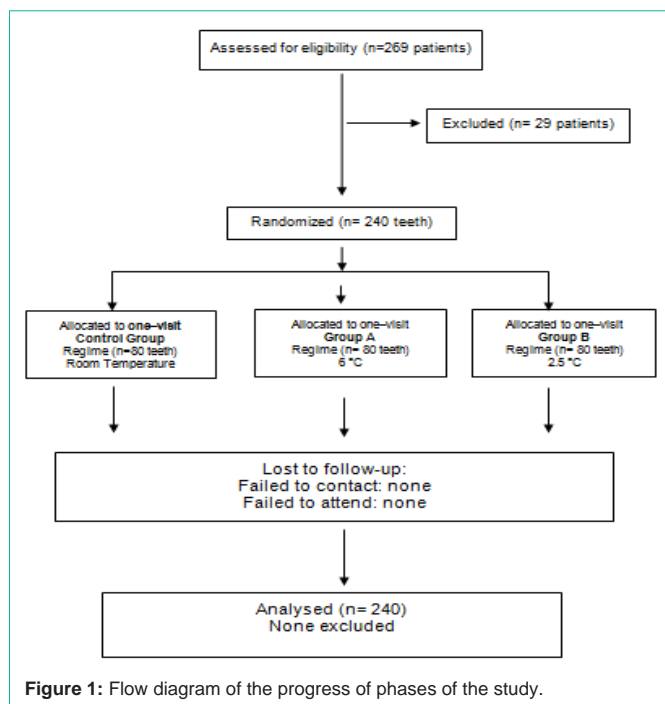 Assessed for eligibility (n=269 patients)
Excluded (n= 29 patients)
Randomized (n= 240 teeth)
Allocated to one–visit
Control Group
Regime (n=80 teeth)
Room Temperature
Allocated to one-visit
Group A
Regime (n= 80 teeth)
6 °C
Allocated to one-visit
Group B
Regime (n= 80 teeth)
2.5 °C
Lost to follow-up:
Failed to contact: none
Failed to attend: none
Analysed (n= 240)
None excluded
Figure 1: Flow diagram of the progress of phases of the study.